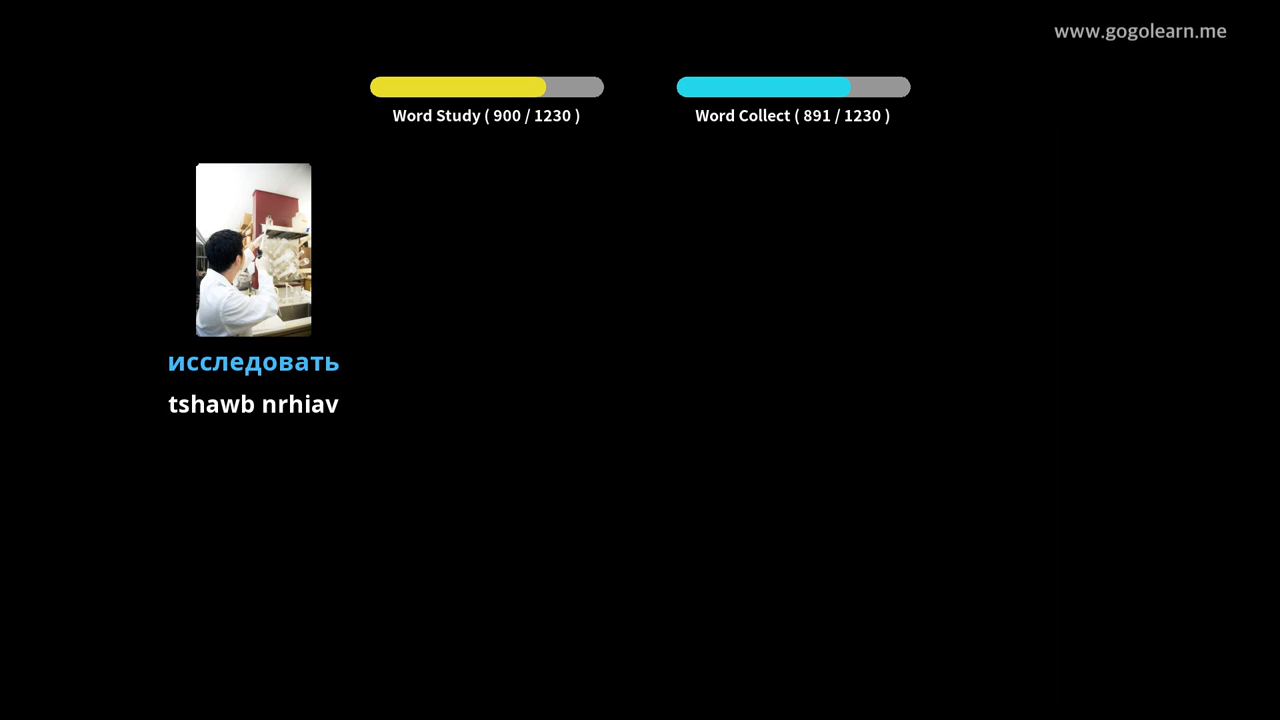 www.gogolearn.me
Word Study ( 900 / 1230 )
Word Collect ( 891 / 1230 )
исследовать
tshawb nrhiav